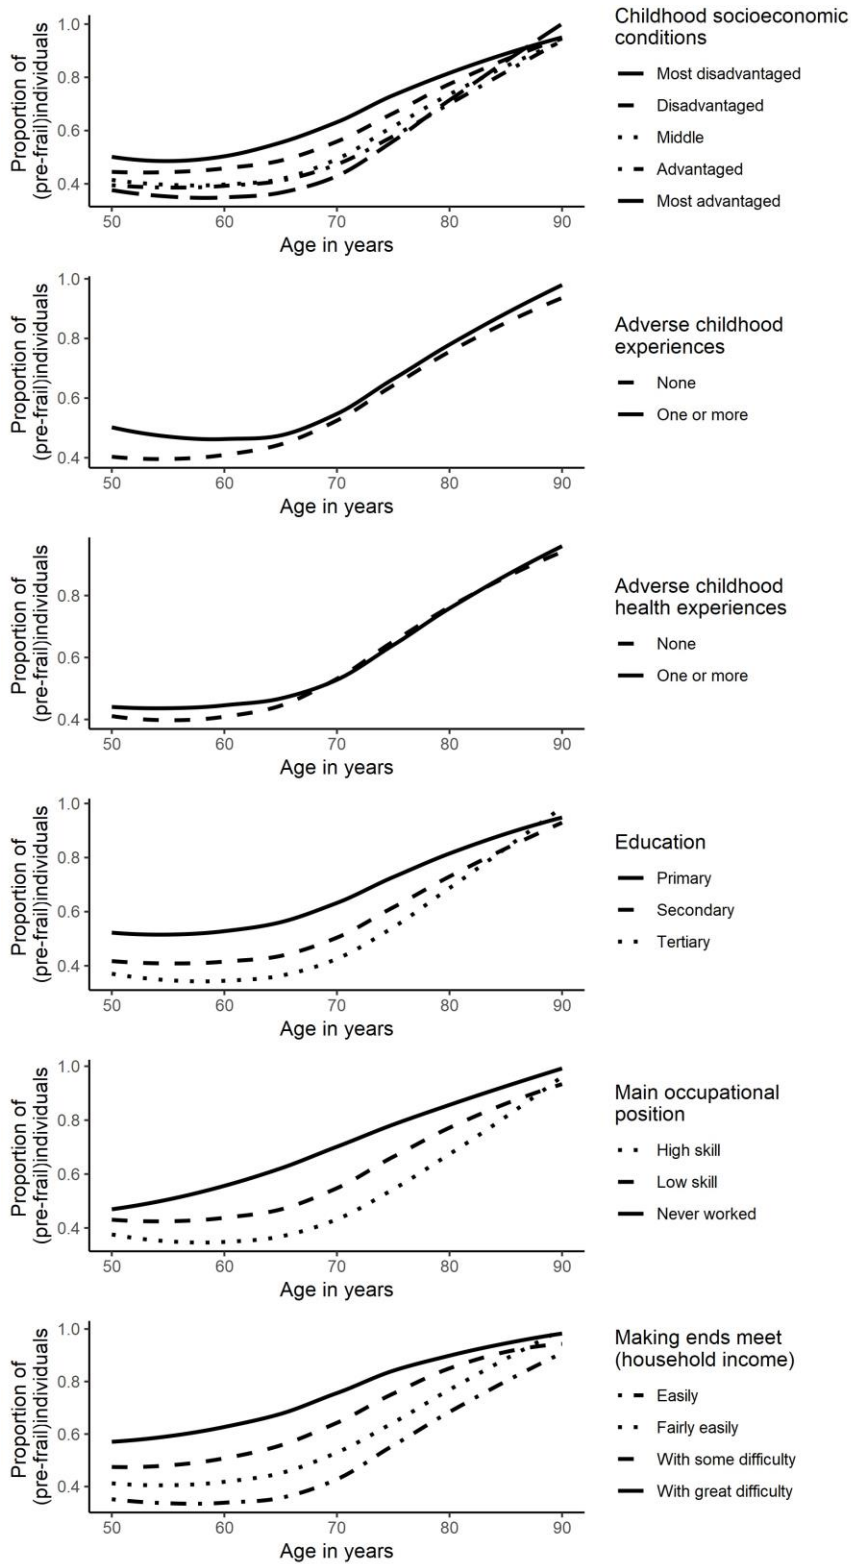 Childhood socioeconomic
conditions
Most disadvantaged
Disadvantaged
Middle
Advantaged
Most advantaged
Proportion of
(pre-frail)individuals
1.0
0.8
0.6
0.4
50 60 70 80 90
Age in years
Adverse childhood
experiences
None
One or more
Proportion of
(pre-frail)individuals
1.0
0.8
0.6
0.4
50 60 70 80 90
Age in years
Adverse childhood
health experiences
None
One or more
Proportion of
(pre-frail)individuals
0.8
0.6
0.4
50 60 70 80 90
Age in years
Education
Primary
Secondary
Tertiary
Proportion of
(pre-frail)individuals
1.0
0.8
0.6
0.4
50 60 70 80 90
Age in years
Main occupational
position
High skill
Low skill
Never worked
Proportion of
(pre-frail)individuals
1.0
0.8
0.6
0.4
50 60 70 80 90
Age in years
Making ends meet
(household income)
Easily
Fairly easily
With some difficulty
With great difficulty
Proportion of
(pre-frail)individuals
1.0
0.8
0.6
0.4
50 60 70 80 90
Age in years